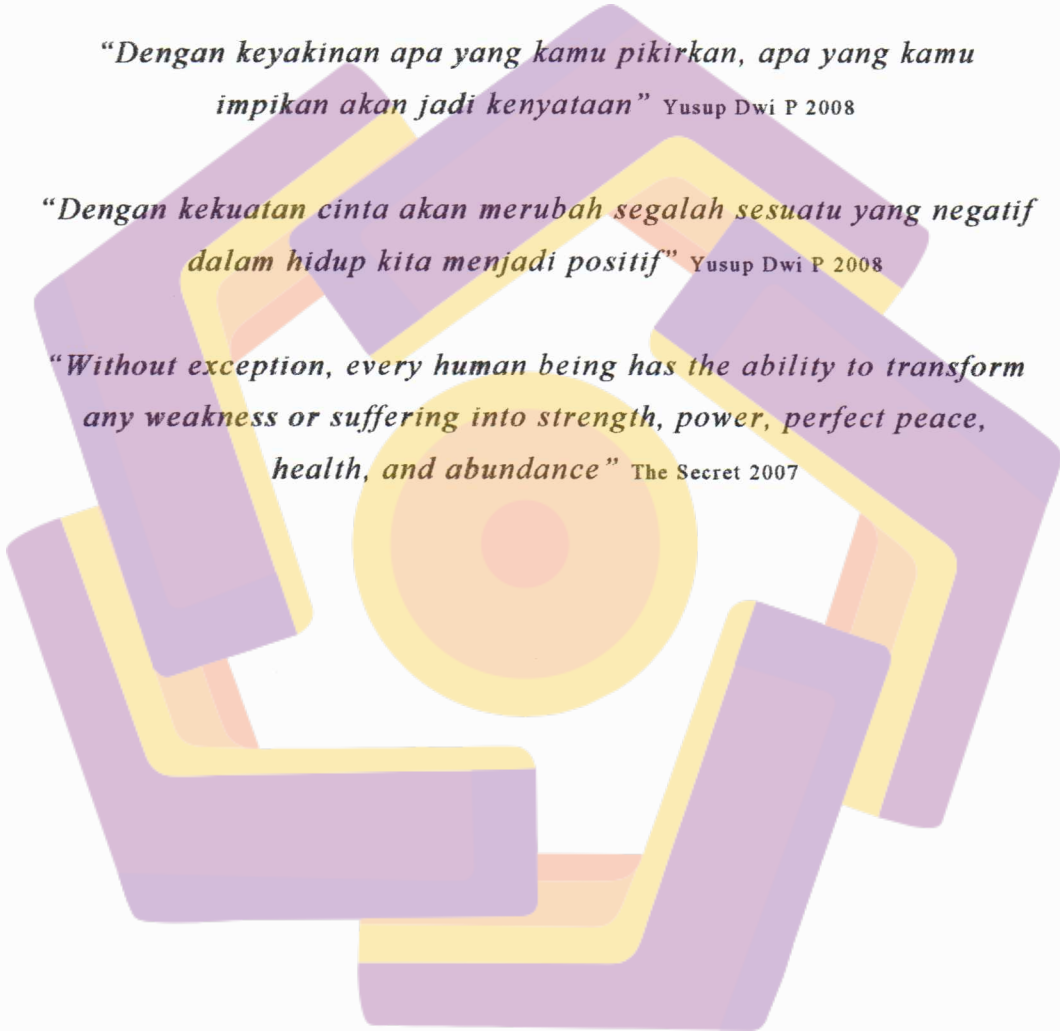 “Dengan keyakinan apa yang kamu pikirkan, apa yang kamu
impikan akan jadi kenyataan” Yusup Dwi P 2008
“Dengan kekuatan cinta akan merubah segalah sesuatu yang negatif
dalam hidup kita menjadi positif” Yusup Dwi P 2008
“Without exception, every human being has the ability to transform
any weakness or suffering into strength, power, perfect peace,
health, and abundance” The Secret 2007